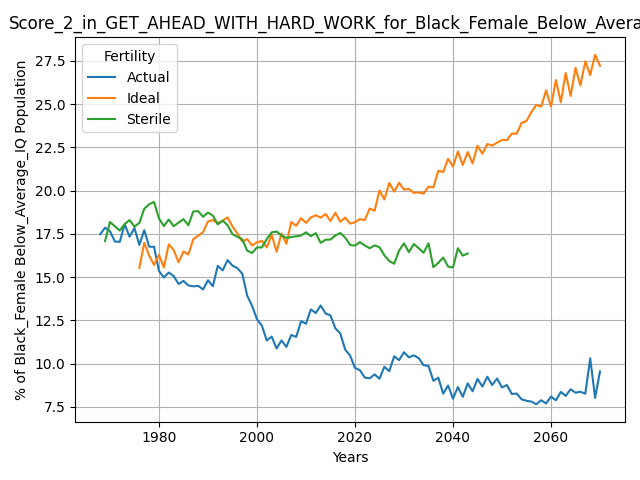 Score_2_in_GET_AHEAD_WITH_HARD_WORK_for_Black_Female_Below_Avera
Fertility
Actual
Ideal
Sterile
% of Black_Female Below_Average_IQ Population
27.5
25.0
22.5
20.0
17.5
15.0
12.5
10.0
7.5
1980
2000
2020
2040
2060
Years